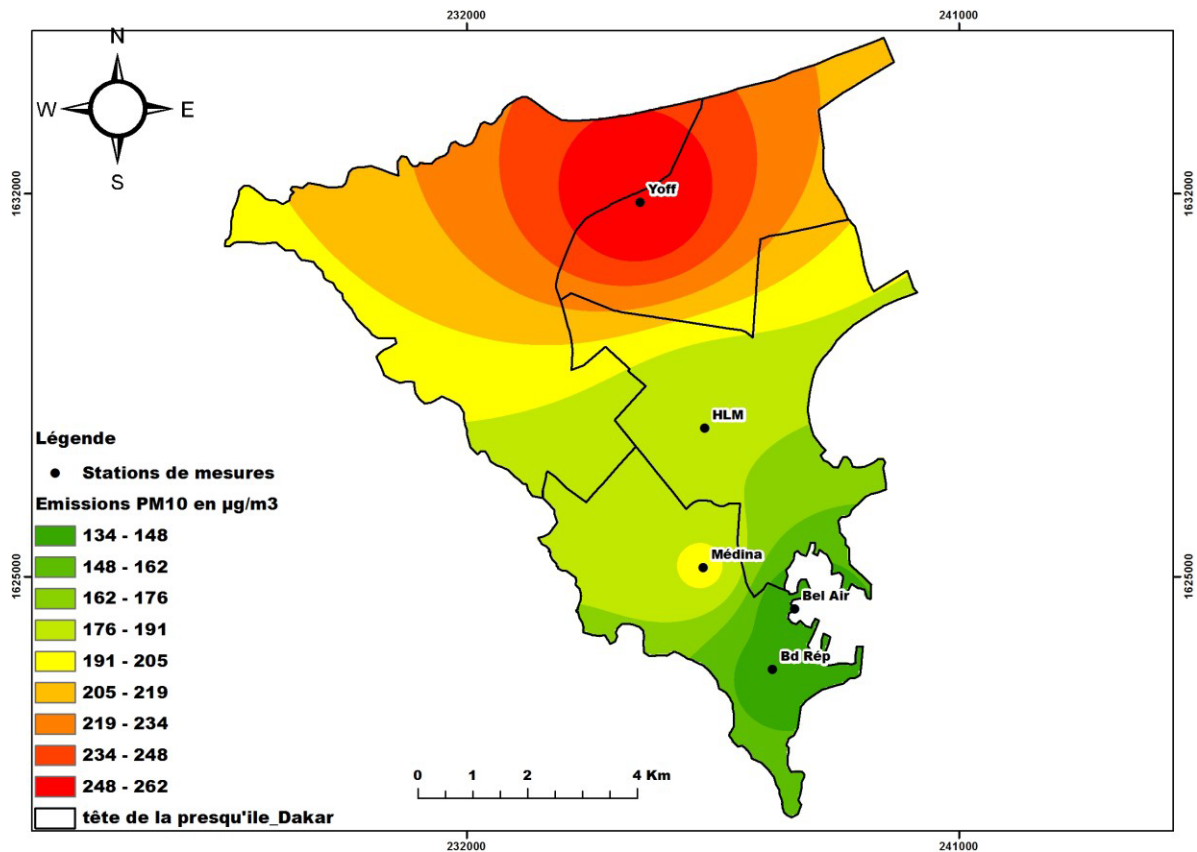 232000
241000
N
W
E
S
1632000
1632000
Yoff
HLM
Légende
Stations de mesures
Emissions PM10 en µg/m3
134 - 148
148 - 162
162 - 176
176 - 191
191 - 205
205 - 219
219 - 234
234 - 248
248 - 262
tête de la presqu'ile_Dakar
Médina
1625000
1625000
Bel Air
Bd Rép
0 1 2 4 Km
232000
241000